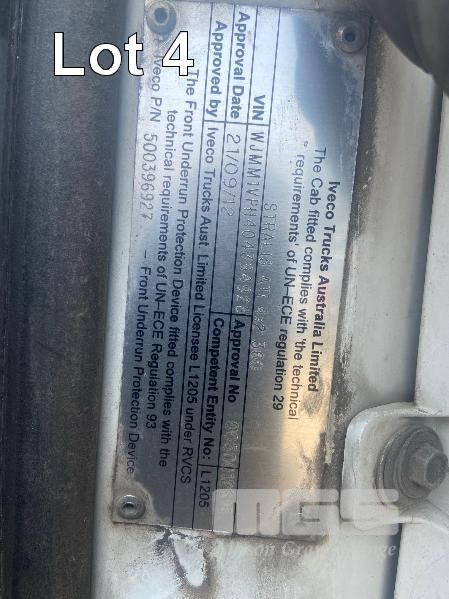 Lot 4
Iveco Trucks Australia Limited
The Cab fitted complies with 'the technical
requirements' of UN-ECE regulation 29
VIN
Approval Date 21/09/12 Approval No
Approved by Iveco Trucks Aust. Limited Licensee L1205 under RVCS
Competent Entity No: L1205
The Front Underrun Protection Device fitted complies with the
technical requirements of UN-ECE Regulation 93
Iveco P/N 500396927 - Front Underrun Protection Device